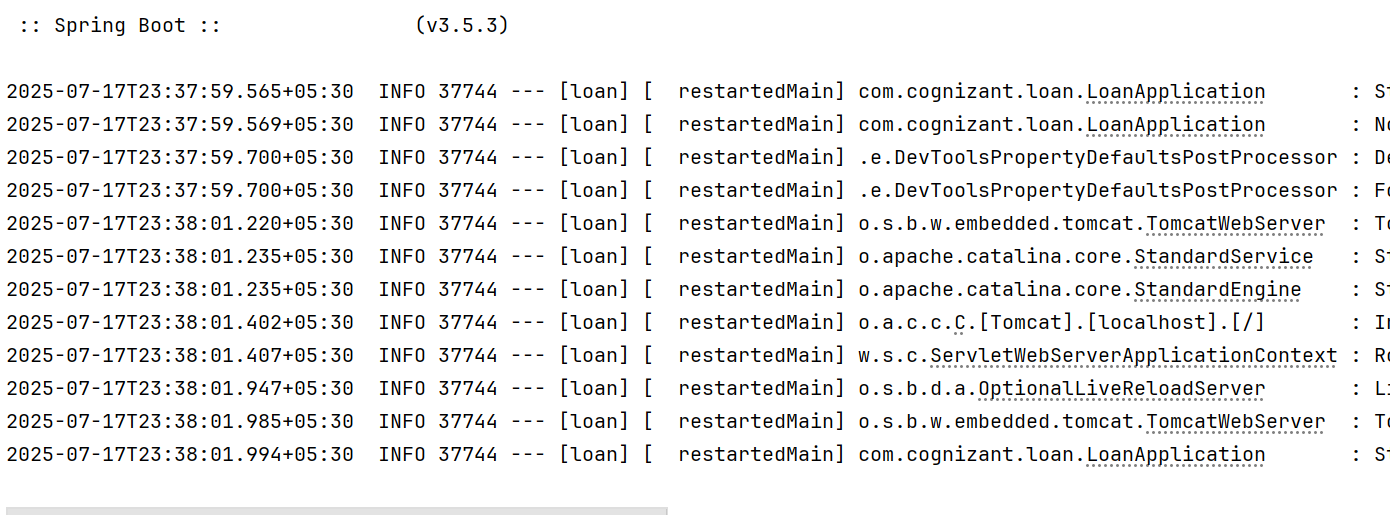 :: Spring Boot ::                (v3.5.3)
2025-07-17T23:37:59.565+05:30  INFO 37744 --- [loan] [  restartedMain] com.cognizant.loan.LoanApplication       : St
2025-07-17T23:37:59.569+05:30  INFO 37744 --- [loan] [  restartedMain] com.cognizant.loan.LoanApplication       : No
2025-07-17T23:37:59.700+05:30  INFO 37744 --- [loan] [  restartedMain] .e.DevToolsPropertyDefaultsPostProcessor : De
2025-07-17T23:37:59.700+05:30  INFO 37744 --- [loan] [  restartedMain] .e.DevToolsPropertyDefaultsPostProcessor : Fo
2025-07-17T23:38:01.220+05:30  INFO 37744 --- [loan] [  restartedMain] o.s.b.w.embedded.tomcat.TomcatWebServer  : To
2025-07-17T23:38:01.235+05:30  INFO 37744 --- [loan] [  restartedMain] o.apache.catalina.core.StandardService   : St
2025-07-17T23:38:01.235+05:30  INFO 37744 --- [loan] [  restartedMain] o.apache.catalina.core.StandardEngine    : St
2025-07-17T23:38:01.402+05:30  INFO 37744 --- [loan] [  restartedMain] o.a.c.c.C.[Tomcat].[localhost].[/]       : In
2025-07-17T23:38:01.407+05:30  INFO 37744 --- [loan] [  restartedMain] w.s.c.ServletWebServerApplicationContext : Ro
2025-07-17T23:38:01.947+05:30  INFO 37744 --- [loan] [  restartedMain] o.s.b.d.a.OptionalLiveReloadServer       : Li
2025-07-17T23:38:01.985+05:30  INFO 37744 --- [loan] [  restartedMain] o.s.b.w.embedded.tomcat.TomcatWebServer  : To
2025-07-17T23:38:01.994+05:30  INFO 37744 --- [loan] [  restartedMain] com.cognizant.loan.LoanApplication       : St